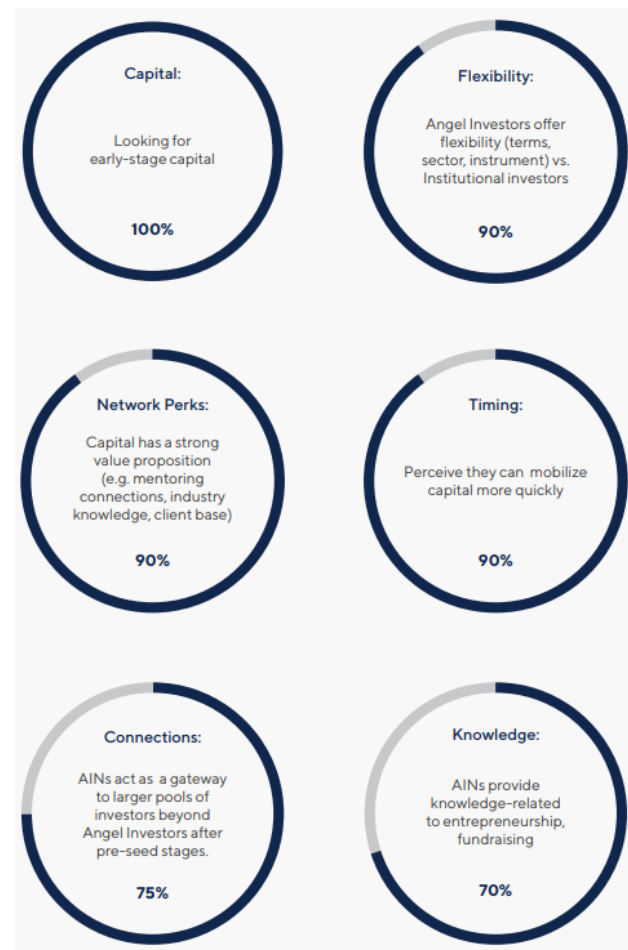 Capital:
Looking for
early-stage capital
100%
Flexibility:
Angel Investors offer
flexibility (terms,
sector, instrument) vs.
Institutional investors
90%
Network Perks:
Capital has a strong
value proposition
(e.g. mentoring
connections, industry
knowledge, client base)
90%
Timing:
Perceive they can mobilize
capital more quickly
90%
Connections:
AINs act as a gateway
to larger pools of
investors beyond
Angel Investors after
pre-seed stages.
75%
Knowledge:
AINs provide
knowledge-related
to entrepreneurship,
fundraising
70%